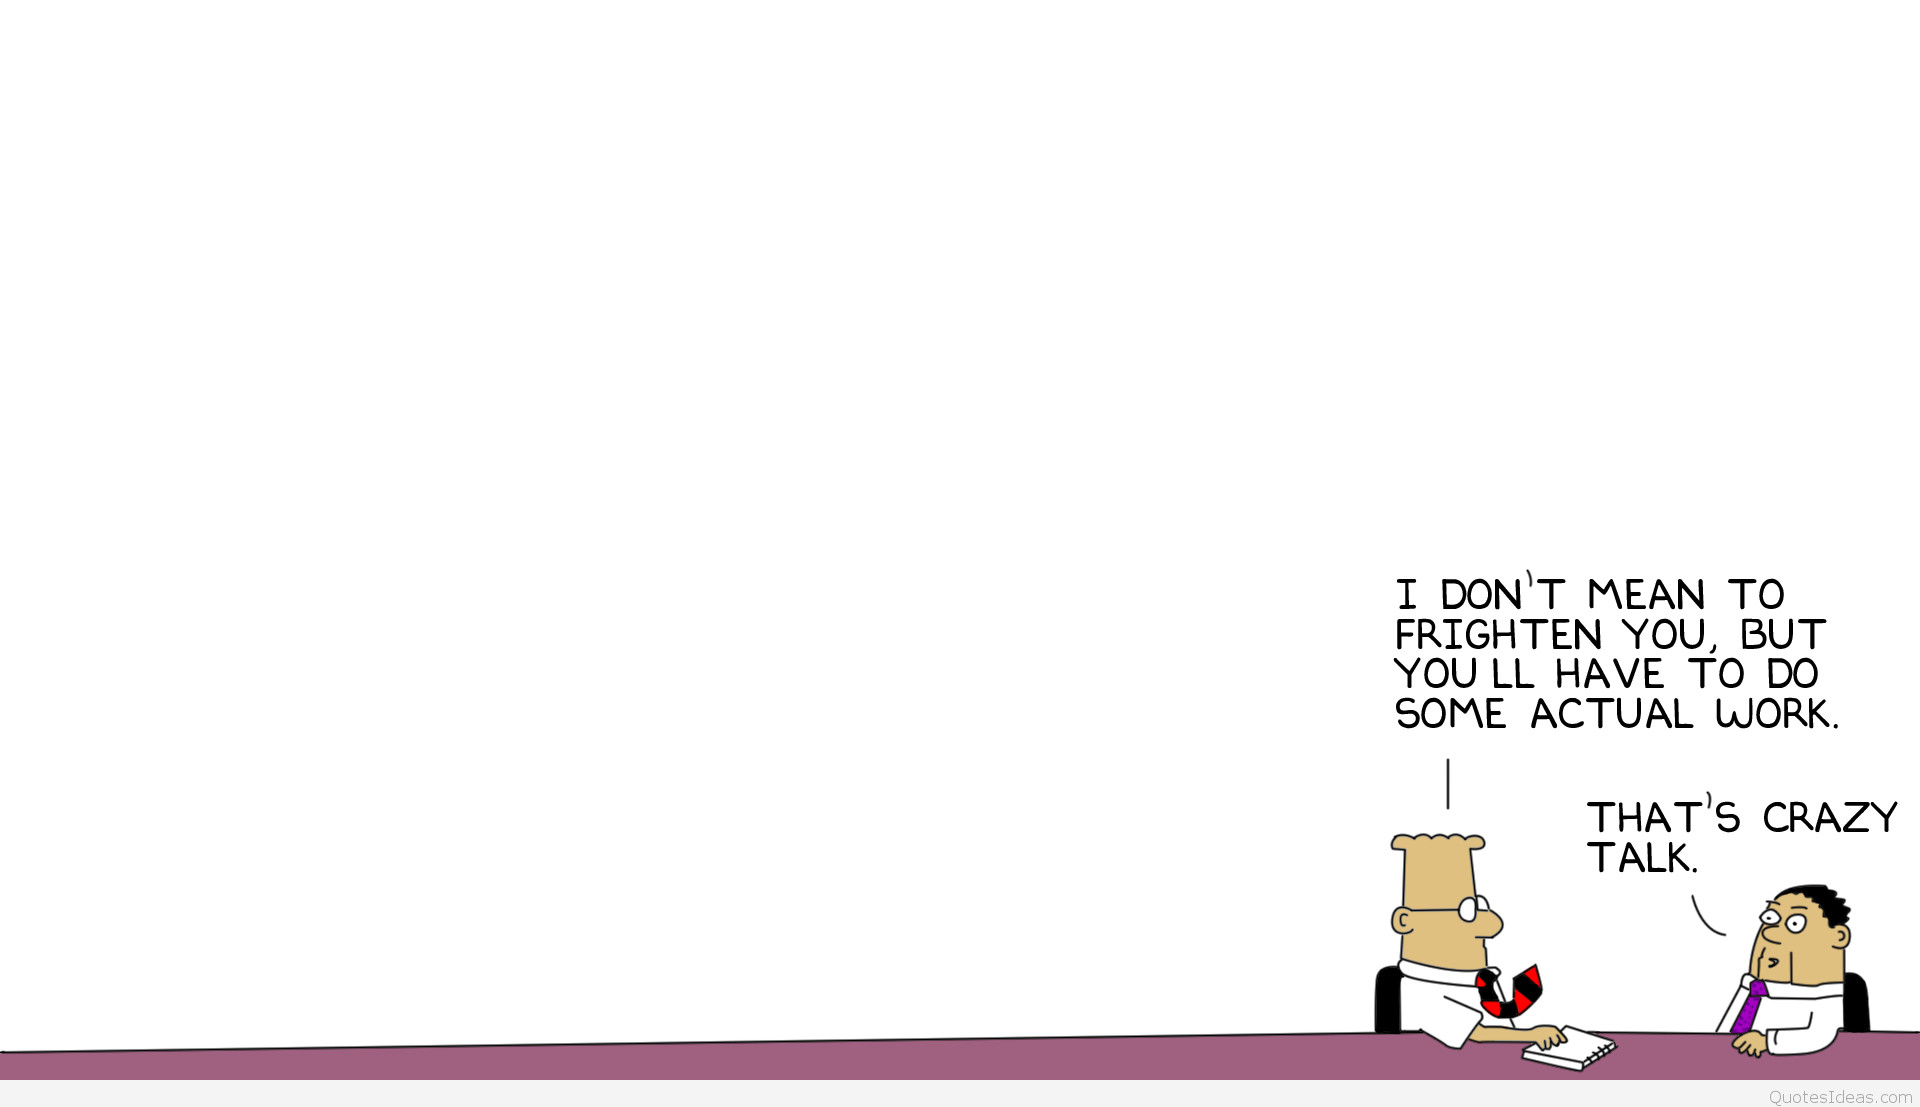 I DON'T MEAN TO
FRIGHTEN YOU, BUT
YOU LL HAVE TO DO
SOME ACTUAL WORK.
THAT'S CRAZY
TALK.
QuotesIdeas.com